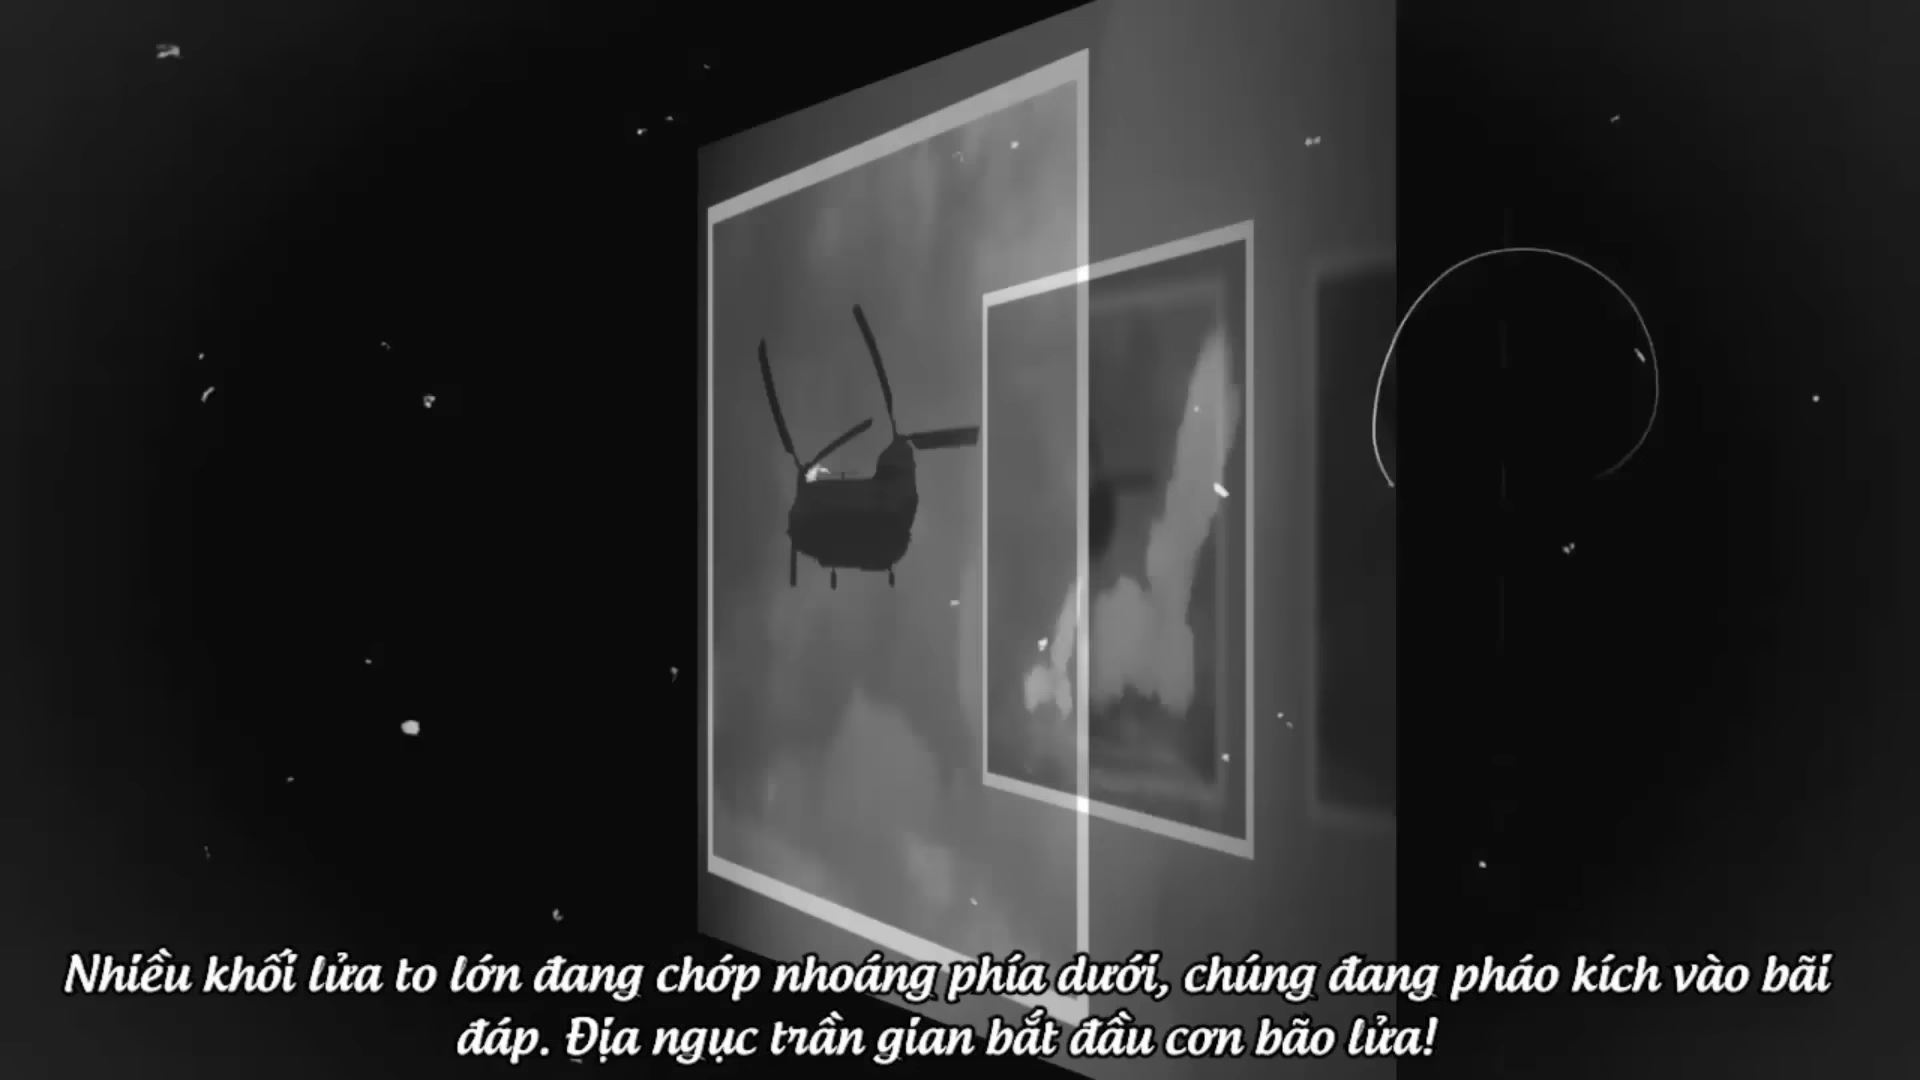 Nhiều khối lửa to lớn đang chớp nhoáng phía dưới, chúng đang pháo kích vào bãi
đáp. Địa ngục trần gian bắt đầu cơn bão lửa!